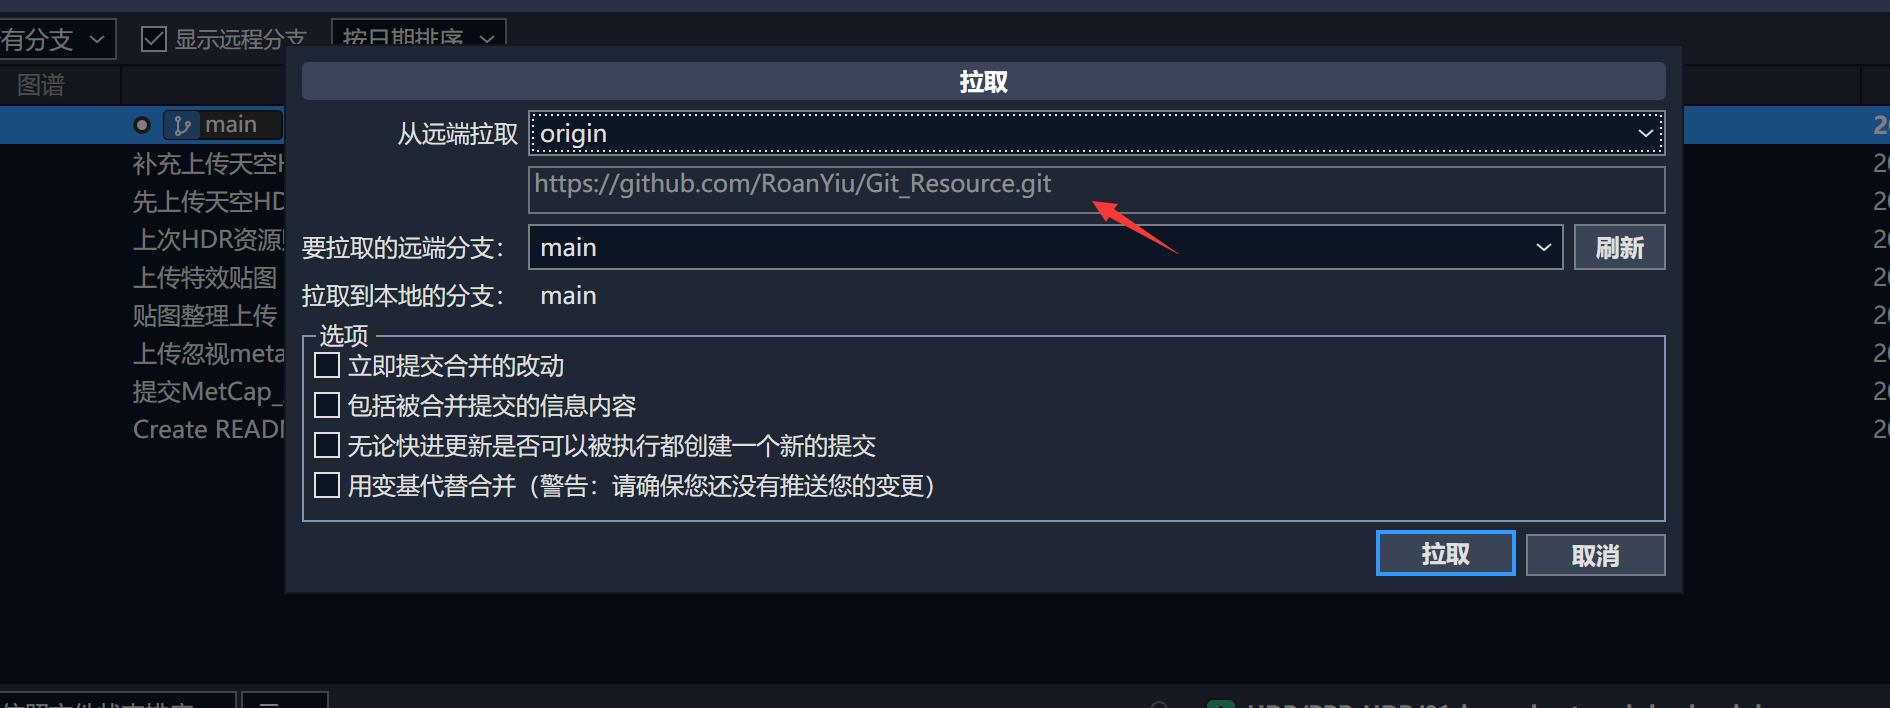 有分支
显示远程分支
按日期排序
图谱
拉取
从远端拉取
origin
https://github.com/RoanYiu/Git_Resource.git
main
补充上传天空
先上传天空HD
上次HDR资源
上传特效贴图
贴图整理上传
上传忽视meta
提交MetCap_
Create READ
要拉取的远端分支：
main
刷新
拉取到本地的分支：
main
选项
立即提交合并的改动
包括被合并提交的信息内容
无论快进更新是否可以被执行都创建一个新的提交
用变基代替合并（警告：请确保您还没有推送您的变更）
拉取
取消